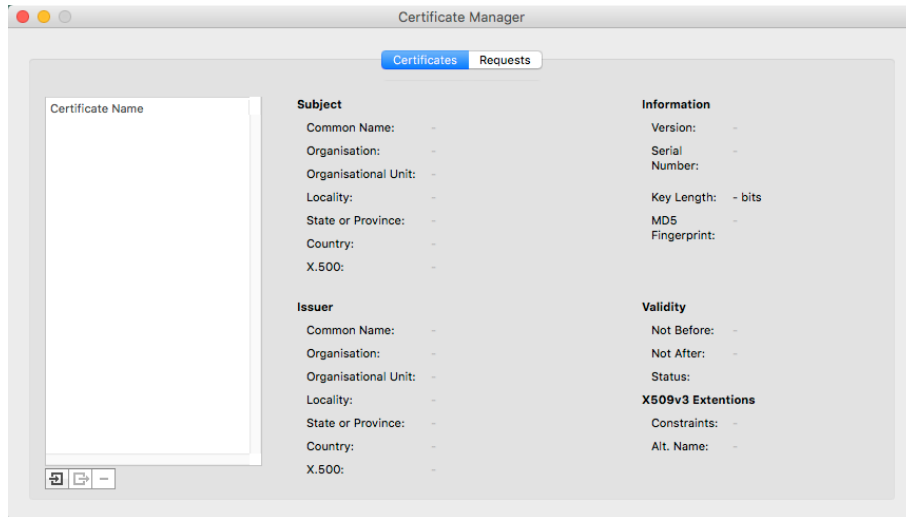 Certificate Manager
Certificates Requests
Certificate Name
Subject
Common Name: -
Organisation: -
Organisational Unit: -
Locality: -
State or Province: -
Country: -
X.500: -
Information
Version: -
Serial -
Number:
Key Length: - bits
MD5 -
Fingerprint:
Issuer
Common Name: -
Organisation: -
Organisational Unit: -
Locality: -
State or Province: -
Country: -
X.500: -
Validity
Not Before: -
Not After: -
Status:
X509v3 Extentions
Constraints: -
Alt. Name: -